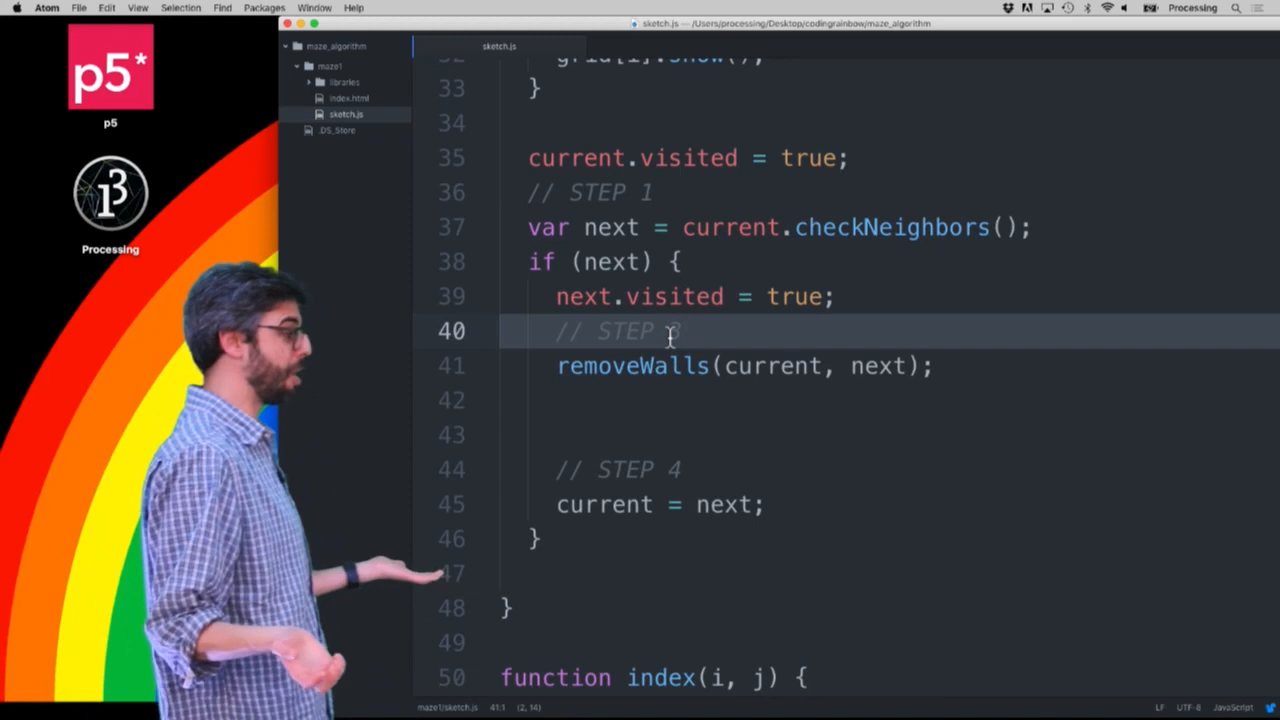 Atom File Edit View Selection Find Packages Window Help Processing
sketch.js — /Users/processing/Desktop/codingrainbow/maze_algorithm
maze_algorithm
maze1
libraries
index.html
sketch.js
.DS_Store
sketch.js
p5*
p5
Processing
32 grid[i].show();
33 }
34
35 current.visited = true;
36 // STEP 1
37 var next = current.checkNeighbors();
38 if (next) {
39 next.visited = true;
40 // STEP 3
41 removeWalls(current, next);
42
43
44 // STEP 4
45 current = next;
46 }
47
48 }
49
50 function index(i, j) {
maze1/sketch.js 41:1 (2, 14) LF UTF-8 JavaScript